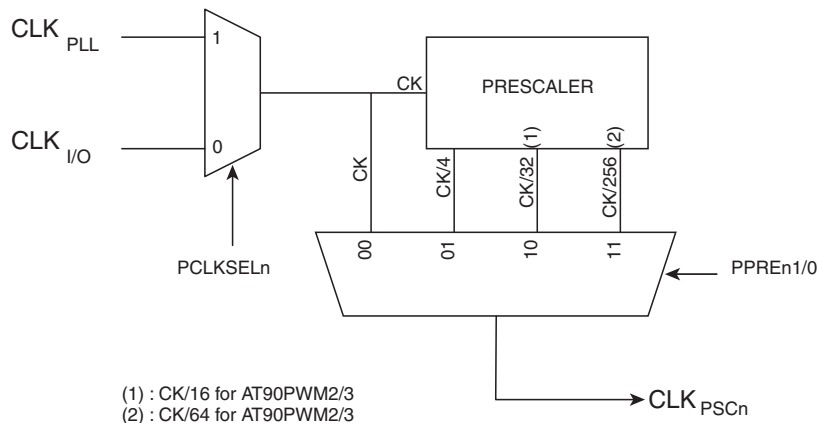 CLK PLL
1
CK
PRESCALER
(1)
(2)
CLK I/O
0
CK
CK/4
CK/32
CK/256
00
01
10
11
PCLKSELn
PPREn1/0
(1) : CK/16 for AT90PWM2/3
(2) : CK/64 for AT90PWM2/3
CLK PSCn